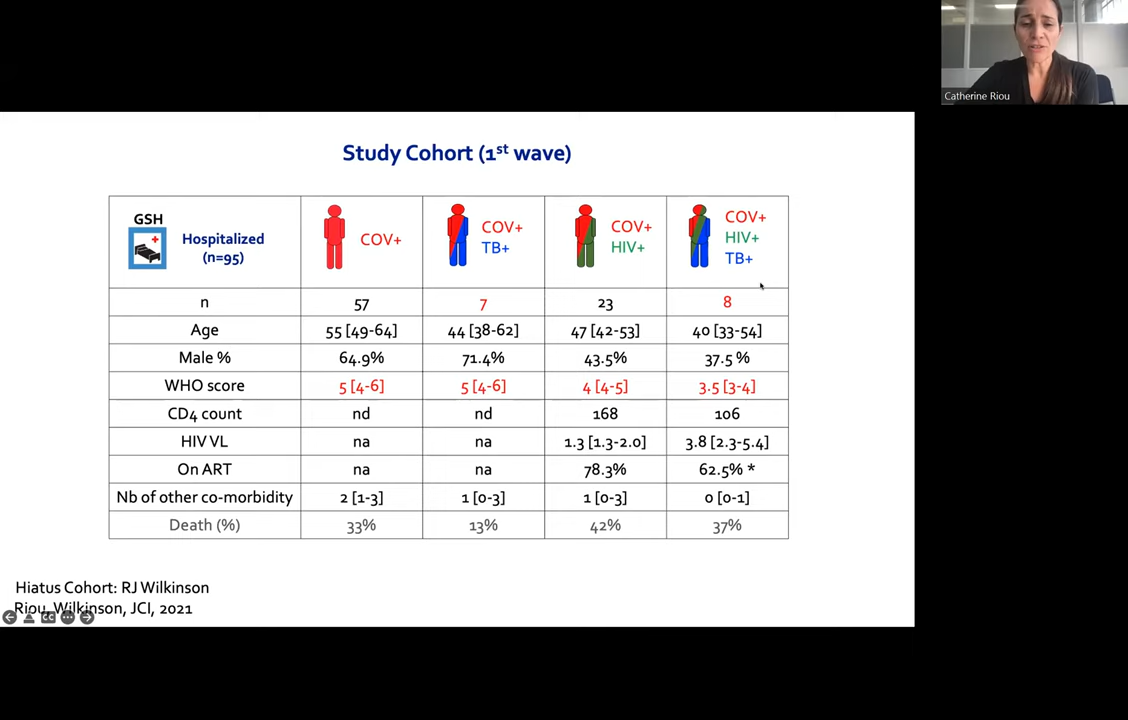 Catherine Riou
Study Cohort (1st wave)
GSH
Hospitalized
(n=95)
COV+
COV+
TB+
COV+
HIV+
COV+
HIV+
TB+
n 57 7 23 8
Age 55 [49-64] 44 [38-62] 47 [42-53] 40 [33-54]
Male % 64.9% 71.4% 43.5% 37.5 %
WHO score 5 [4-6] 5 [4-6] 4 [4-5] 3.5 [3-4]
CD4 count nd nd 168 106
HIV VL na na 1.3 [1.3-2.0] 3.8 [2.3-5.4]
On ART na na 78.3% 62.5% *
Nb of other co-morbidity 2 [1-3] 1 [0-3] 1 [0-3] 0 [0-1]
Death (%) 33% 13% 42% 37%
Hiatus Cohort: RJ Wilkinson
Riou, Wilkinson, JCI, 2021
CC